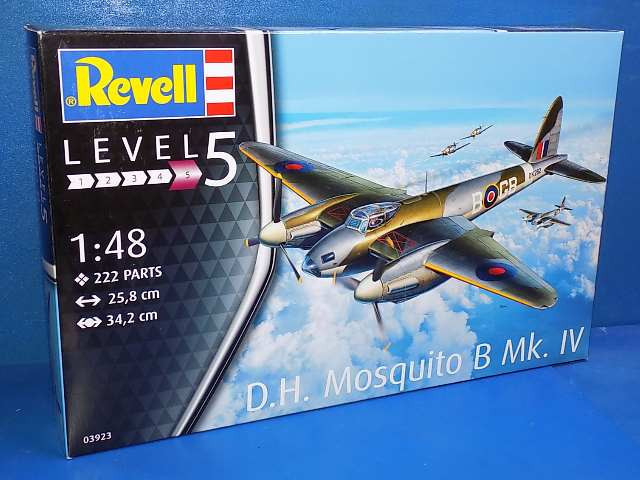 ® Revell
LEVEL 5
1 2 3 4 5
1:48
222 PARTS
25,8 cm
34,2 cm
B GB
D.H. Mosquito B Mk. IV
03923